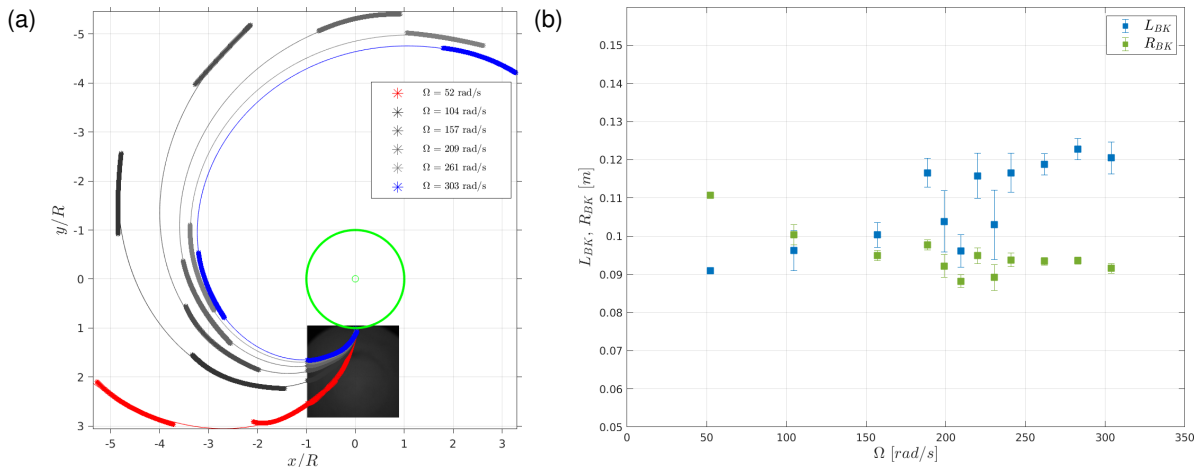 (a)
-5
-4
-3
-2
-1
0
1
2
3
y/R
-5 -4 -3 -2 -1 0 1 2 3
x/R
Ω = 52 rad/s
Ω = 104 rad/s
Ω = 157 rad/s
Ω = 209 rad/s
Ω = 261 rad/s
Ω = 303 rad/s
(b)
0.15
0.14
0.13
0.12
0.11
0.1
0.09
0.08
0.07
0.06
0.05
L_BK, R_BK [m]
0 50 100 150 200 250 300 350
Ω [rad/s]
L_BK
R_BK